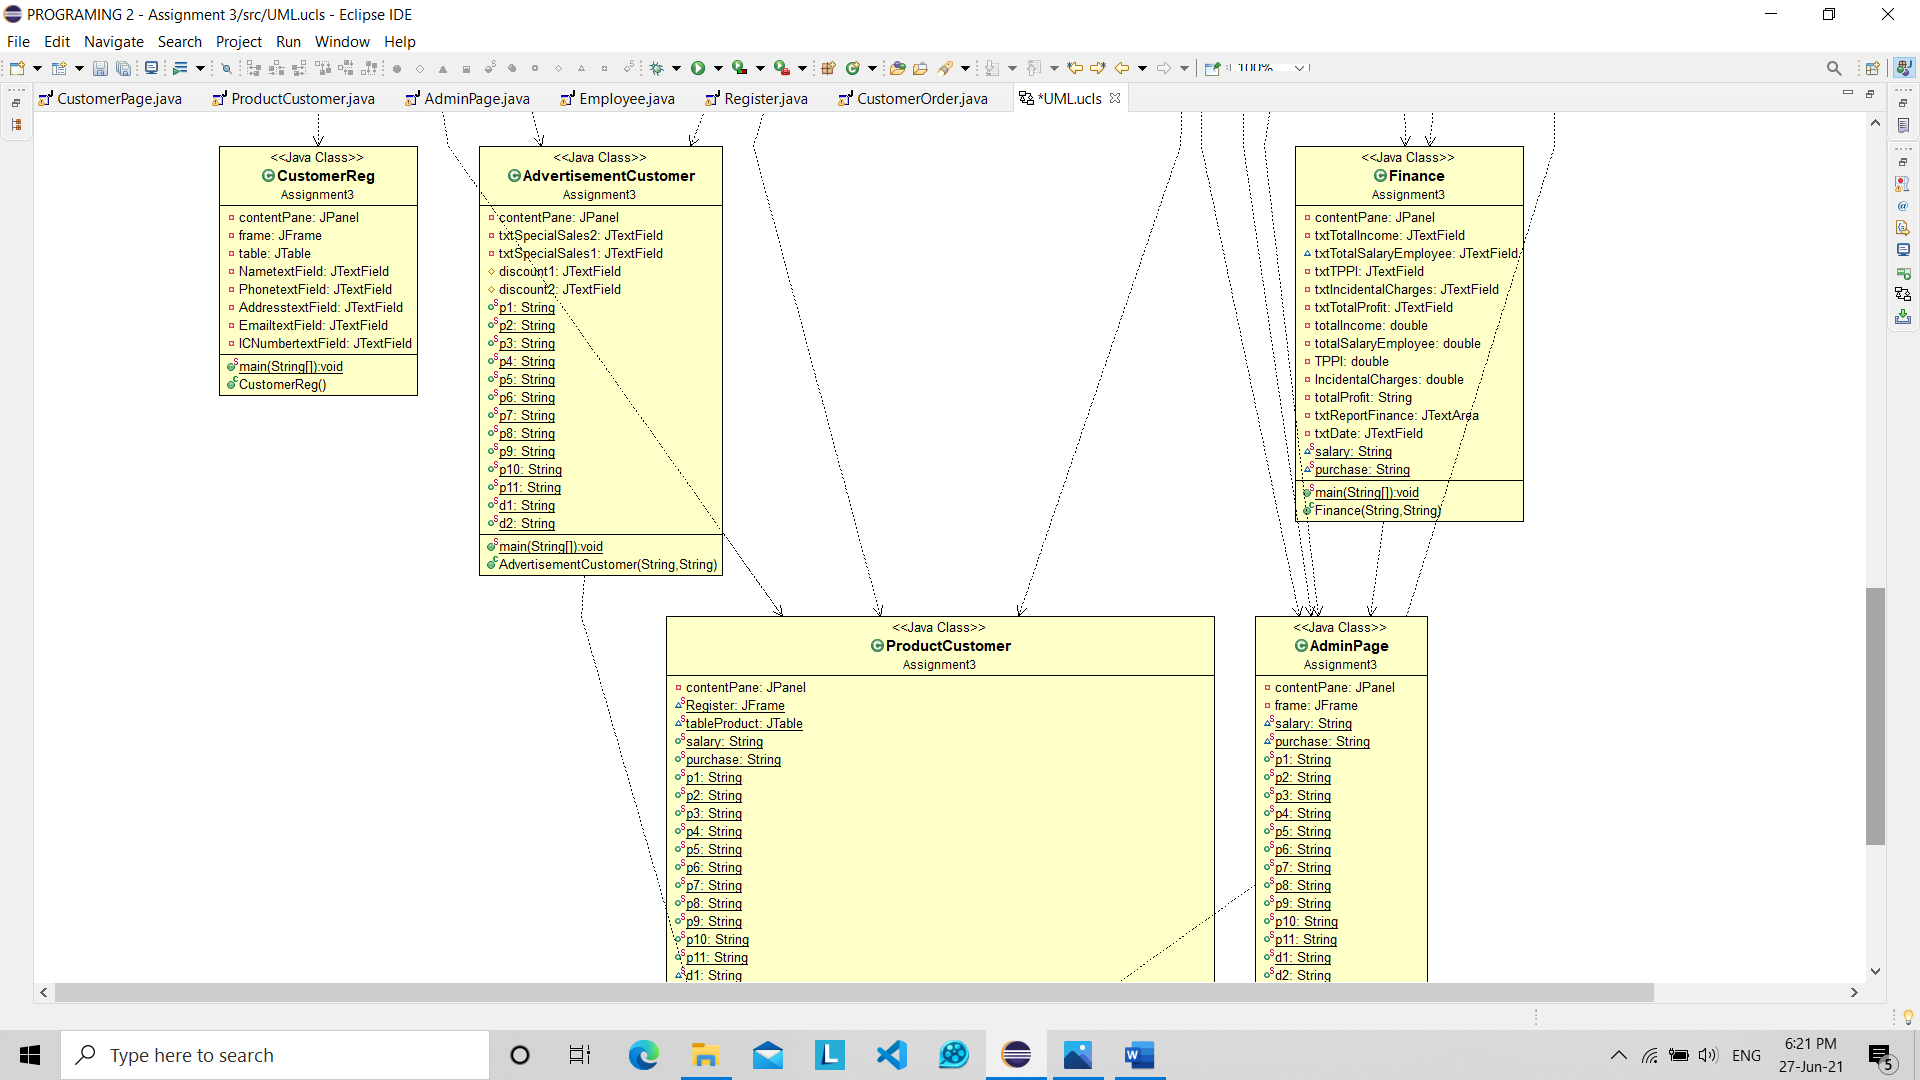 PROGRAMING 2 - Assignment 3/src/UML.ucls - Eclipse IDE
File Edit Navigate Search Project Run Window Help
100%
CustomerPage.java ProductCustomer.java AdminPage.java Employee.java Register.java CustomerOrder.java *UML.ucls
<<Java Class>>
CustomerReg
Assignment3
contentPane: JPanel
frame: JFrame
table: JTable
NametextField: JTextField
PhonetextField: JTextField
AddresstextField: JTextField
EmailtextField: JTextField
ICNumbertextField: JTextField
main(String[]):void
CustomerReg()
<<Java Class>>
AdvertisementCustomer
Assignment3
contentPane: JPanel
txtSpecialSales2: JTextField
txtSpecialSales1: JTextField
discount1: JTextField
discount2: JTextField
p1: String
p2: String
p3: String
p4: String
p5: String
p6: String
p7: String
p8: String
p9: String
p10: String
p11: String
d1: String
d2: String
main(String[]):void
AdvertisementCustomer(String,String)
<<Java Class>>
Finance
Assignment3
contentPane: JPanel
txtTotalIncome: JTextField
txtTotalSalaryEmployee: JTextField
txtTPPI: JTextField
txtIncidentalCharges: JTextField
txtTotalProfit: JTextField
totalIncome: double
totalSalaryEmployee: double
TPPI: double
IncidentalCharges: double
totalProfit: String
txtReportFinance: JTextArea
txtDate: JTextField
salary: String
purchase: String
main(String[]):void
Finance(String,String)
<<Java Class>>
ProductCustomer
Assignment3
contentPane: JPanel
Register: JFrame
tableProduct: JTable
salary: String
purchase: String
p1: String
p2: String
p3: String
p4: String
p5: String
p6: String
p7: String
p8: String
p9: String
p10: String
p11: String
d1: String
<<Java Class>>
AdminPage
Assignment3
contentPane: JPanel
frame: JFrame
salary: String
purchase: String
p1: String
p2: String
p3: String
p4: String
p5: String
p6: String
p7: String
p8: String
p9: String
p10: String
p11: String
d1: String
d2: String
Type here to search
ENG
6:21 PM
27-Jun-21
5